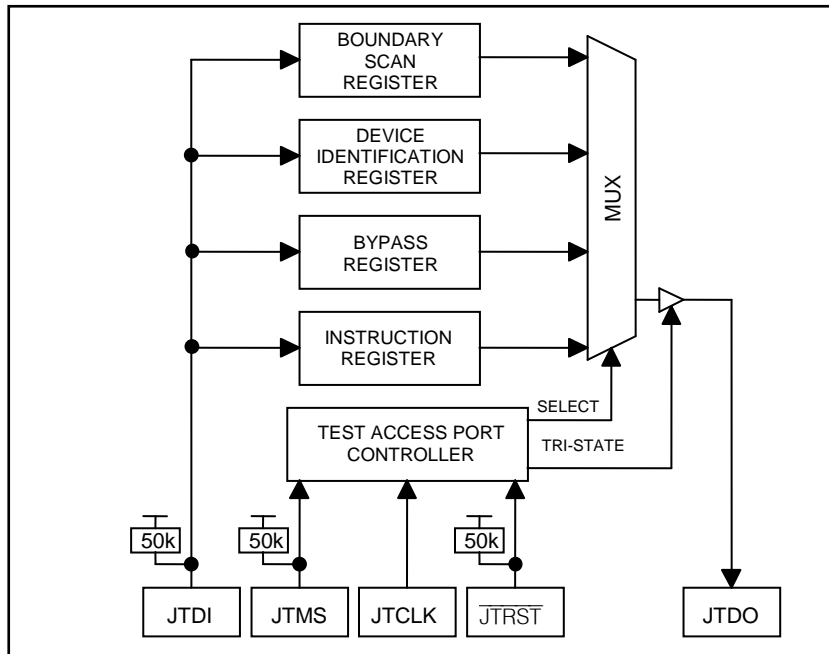 BOUNDARY
SCAN
REGISTER
DEVICE
IDENTIFICATION
REGISTER
BYPASS
REGISTER
INSTRUCTION
REGISTER
MUX
SELECT
TEST ACCESS PORT
CONTROLLER
TRI-STATE
50k
50k
50k
JTDI
JTMS
JTCLK
JTRST
JTDO